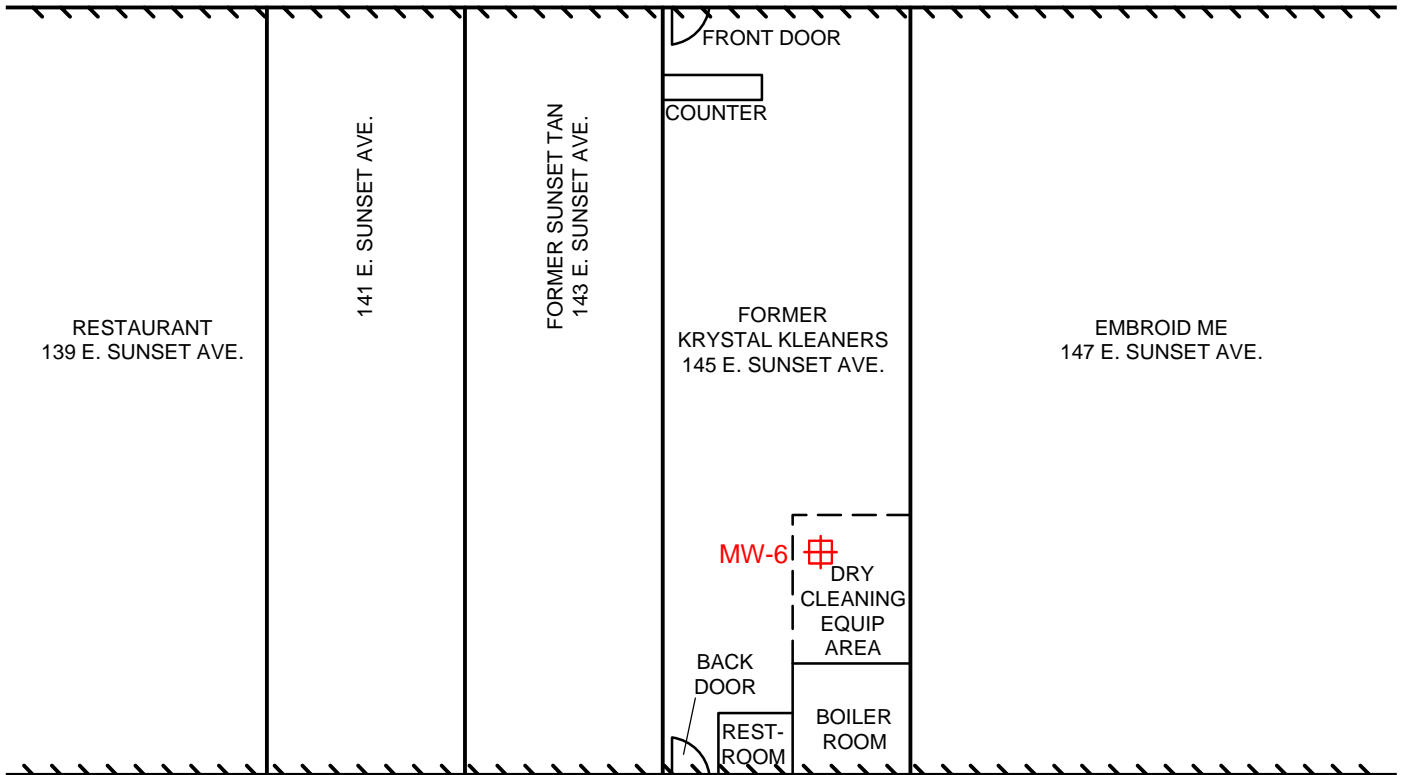 FRONT DOOR
COUNTER
RESTAURANT
139 E. SUNSET AVE.
141 E. SUNSET AVE.
FORMER SUNSET TAN
143 E. SUNSET AVE.
FORMER
KRYSTAL KLEANERS
145 E. SUNSET AVE.
EMBROID ME
147 E. SUNSET AVE.
MW-6
DRY
CLEANING
EQUIP
AREA
BACK
DOOR
REST-
ROOM
BOILER
ROOM